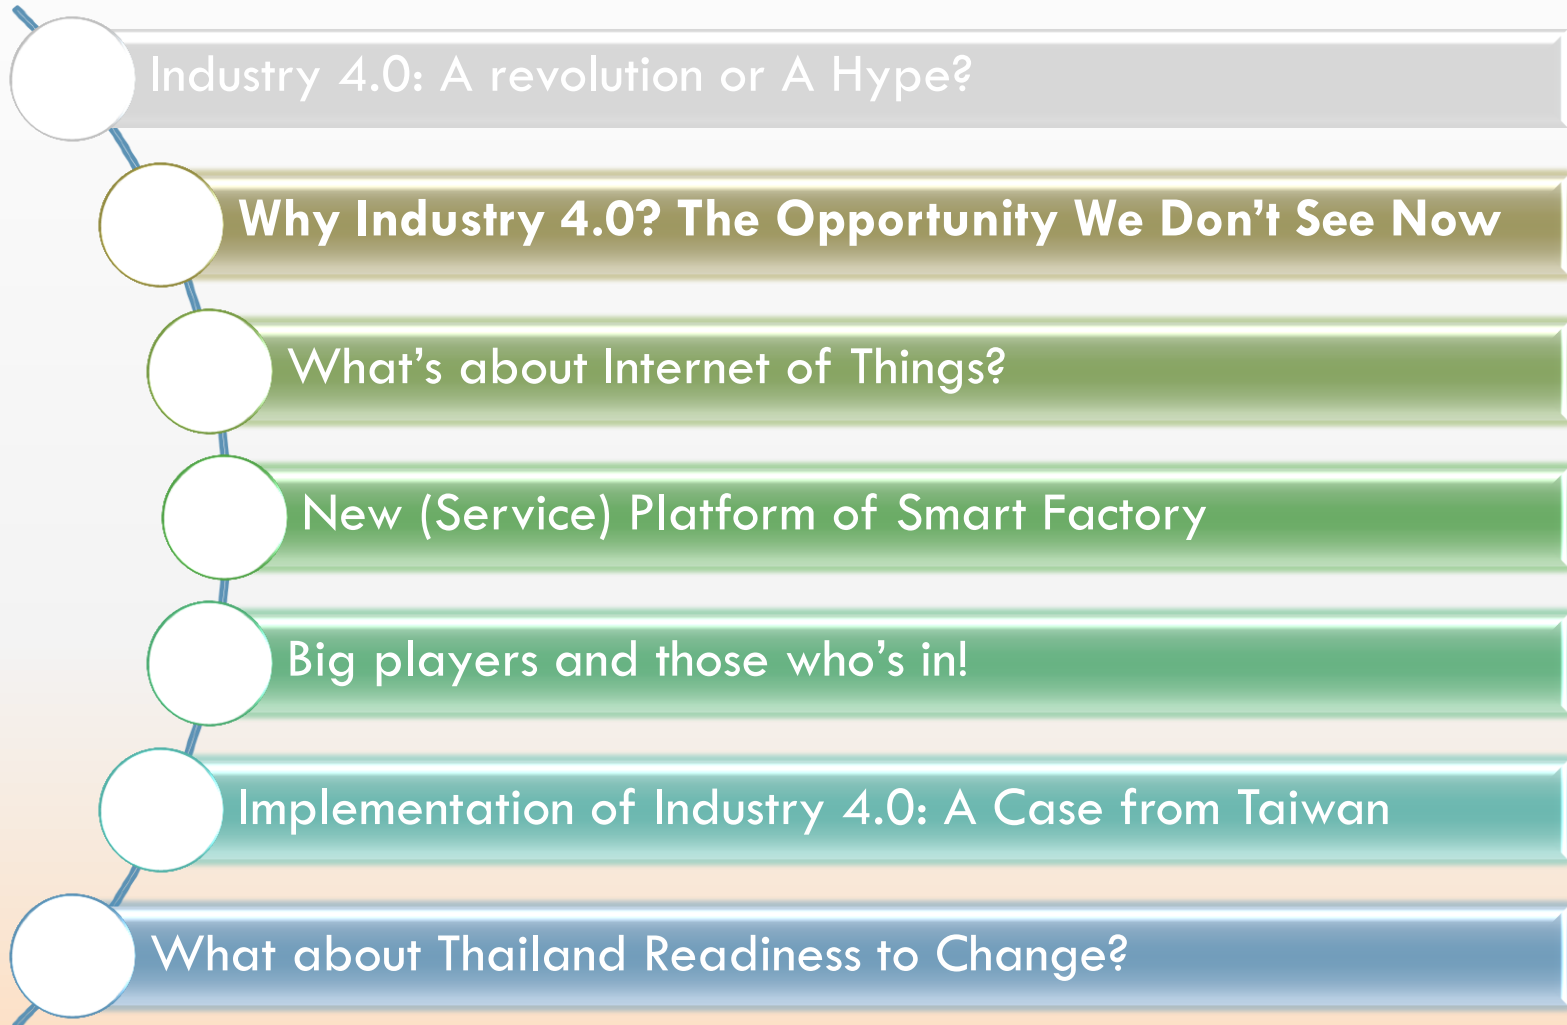 Industry 4.0: A revolution or A Hype?
Why Industry 4.0? The Opportunity We Don’t See Now
What’s about Internet of Things?
New (Service) Platform of Smart Factory
Big players and those who’s in!
Implementation of Industry 4.0: A Case from Taiwan
What about Thailand Readiness to Change?